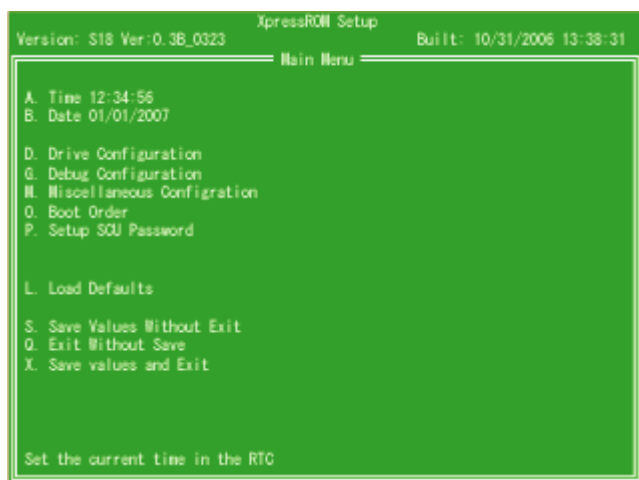 XpressROM Setup
Version: S18 Ver:0.3B_0323 Built: 10/31/2006 13:38:31
Main Menu
A. Time 12:34:56
B. Date 01/01/2007
D. Drive Configuration
G. Debug Configuration
M. Miscellaneous Configration
O. Boot Order
P. Setup SCU Password
L. Load Defaults
S. Save Values Without Exit
Q. Exit Without Save
X. Save values and Exit
Set the current time in the RTC